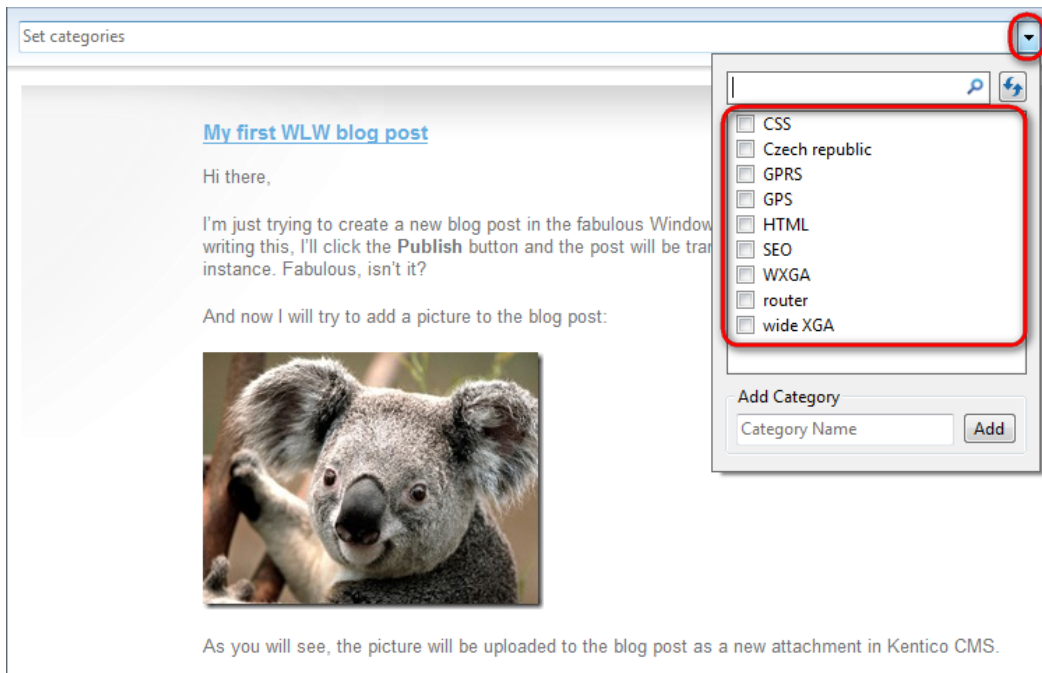 Set categories
My first WLW blog post
Hi there,
I'm just trying to create a new blog post in the fabulous Window
writing this, I'll click the Publish button and the post will be
instance. Fabulous, isn't it?
And now I will try to add a picture to the blog post:
As you will see, the picture will be uploaded to the blog post as a new attachment in Kentico CMS.
CSS
Czech republic
GPRS
GPS
HTML
SEO
WXGA
router
wide XGA
Add Category
Category Name
Add